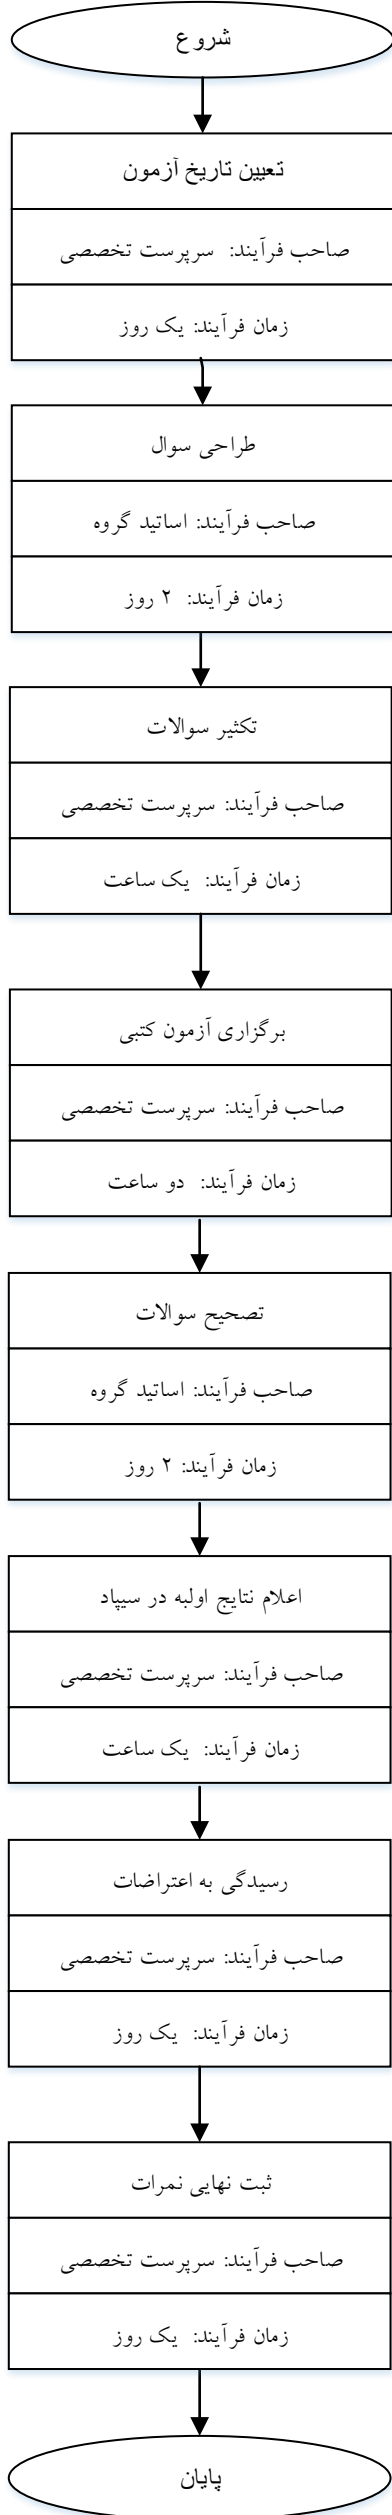 شروع
تعیین تاریخ آزمون
صاحب فرآیند: سرپرست تخصصی
زمان فرآیند: یک روز
طراحی سوال
صاحب فرآیند: اساتید گروه
زمان فرآیند: ۲ روز
تکثیر سوالات
صاحب فرآیند: سرپرست تخصصی
زمان فرآیند: یک ساعت
برگزاری آزمون کتبی
صاحب فرآیند: سرپرست تخصصی
زمان فرآیند: دو ساعت
تصحیح سوالات
صاحب فرآیند: اساتید گروه
زمان فرآیند: ۲ روز
اعلام نتایج اولبه در سیپاد
صاحب فرآیند: سرپرست تخصصی
زمان فرآیند: یک ساعت
رسیدگی به اعتراضات
صاحب فرآیند: سرپرست تخصصی
زمان فرآیند: یک روز
ثبت نهایی نمرات
صاحب فرآیند: سرپرست تخصصی
زمان فرآیند: یک روز
پایان